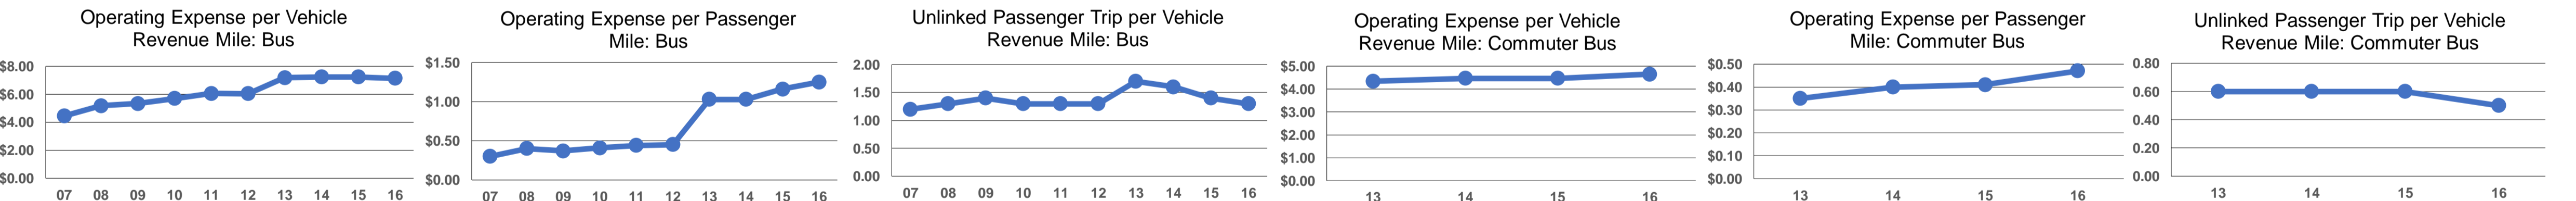 Operating Expense per Vehicle
Revenue Mile: Bus
$8.00
$6.00
$4.00
$2.00
$0.00
07 08 09 10 11 12 13 14 15 16
Operating Expense per Passenger
Mile: Bus
$1.50
$1.00
$0.50
$0.00
07 08 09 10 11 12 13 14 15 16
Unlinked Passenger Trip per Vehicle
Revenue Mile: Bus
2.00
1.50
1.00
0.50
0.00
07 08 09 10 11 12 13 14 15 16
Operating Expense per Vehicle
Revenue Mile: Commuter Bus
$5.00
$4.00
$3.00
$2.00
$1.00
$0.00
13 14 15 16
Operating Expense per Passenger
Mile: Commuter Bus
$0.50
$0.40
$0.30
$0.20
$0.10
$0.00
13 14 15 16
Unlinked Passenger Trip per Vehicle
Revenue Mile: Commuter Bus
0.80
0.60
0.40
0.20
0.00
13 14 15 16